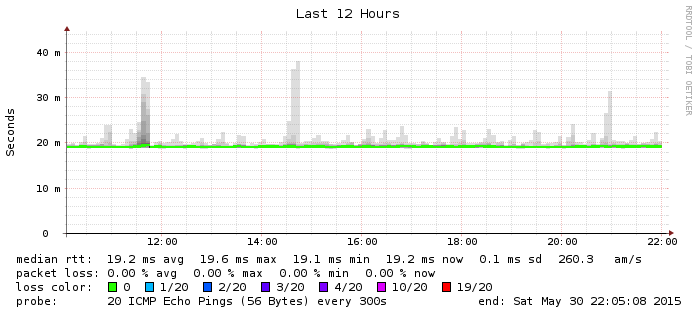 Last 12 Hours
RRDTOOL / TOBI OETIKER
Seconds
40 m
30 m
20 m
10 m
0
12:00 14:00 16:00 18:00 20:00 22:00
median rtt: 19.2 ms avg 19.6 ms max 19.1 ms min 19.2 ms now 0.1 ms sd 260.3 am/s
packet loss: 0.00 % avg 0.00 % max 0.00 % min 0.00 % now
loss color: 0 1/20 2/20 3/20 4/20 10/20 19/20
probe: 20 ICMP Echo Pings (56 Bytes) every 300s end: Sat May 30 22:05:08 2015